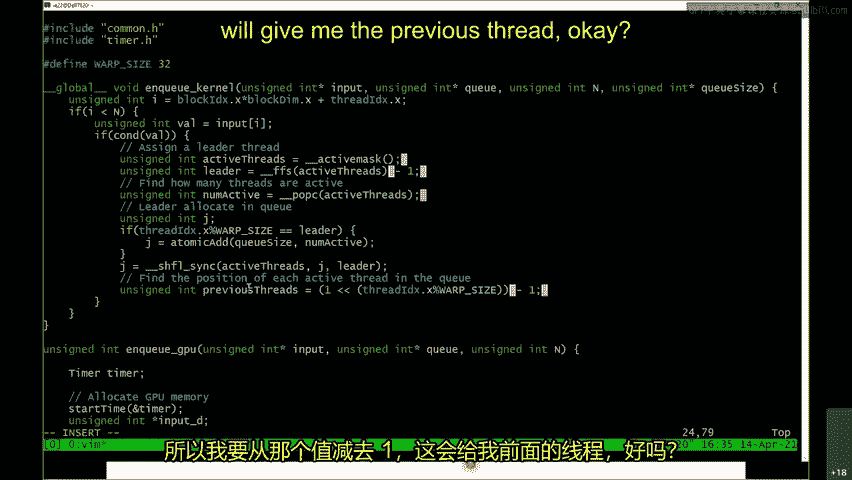 will give me the previous thread, okay?
#include "common.h"
#include "timer.h"
#define WARP_SIZE 32
__global__ void enqueue_kernel(unsigned int* input, unsigned int* queue, unsigned int N, unsigned int* queueSize) {
unsigned int i = blockIdx.x*blockDim.x + threadIdx.x;
if(i < N) {
unsigned int val = input[i];
if(cond(val)) {
// Assign a leader thread
unsigned int activeThreads = __activemask();
unsigned int leader = __ffs(activeThreads) - 1;
// Find how many threads are active
unsigned int numActive = __popc(activeThreads);
// Leader allocate in queue
unsigned int j;
if(threadIdx.x%WARP_SIZE == leader) {
j = atomicAdd(queueSize, numActive);
}
j = __shfl_sync(activeThreads, j, leader);
// Find the position of each active thread in the queue
unsigned int previousThreads = (1 << (threadIdx.x%WARP_SIZE)) - 1;
}
}
}
unsigned int enqueue_gpu(unsigned int* input, unsigned int* queue, unsigned int N) {
Timer timer;
// Allocate GPU memory
startTime(&timer);
unsigned int *input_d;
-- INSERT --
24,79
Top
[0] 0:vim*
16:35 14-Apr-21
所以我要从那个值减去 1，这会给我前面的线程，好吗？
+18